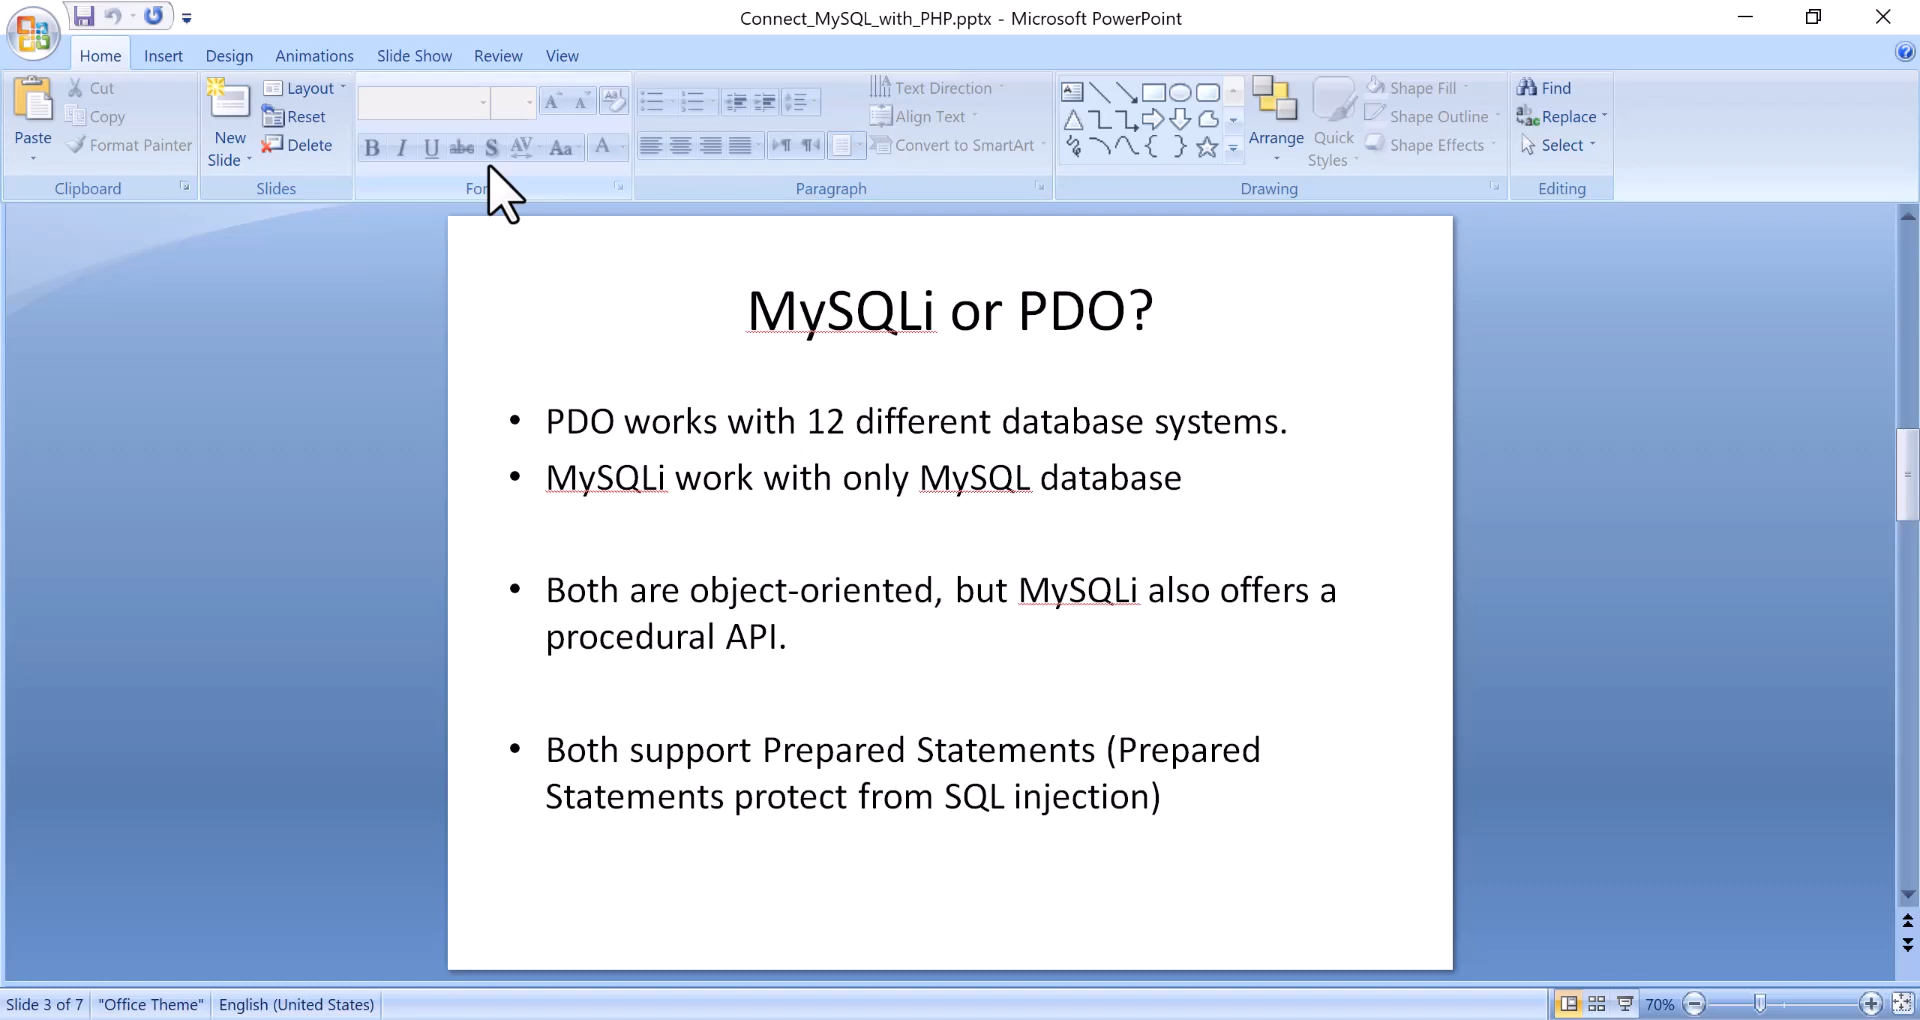 Connect_MySQL_with_PHP.pptx - Microsoft PowerPoint
Home Insert Design Animations Slide Show Review View
Paste
Cut
Copy
Format Painter
Clipboard
New
Slide
Layout
Reset
Delete
Slides
B I U abc S AV Aa A
Text Direction
Align Text
Convert to SmartArt
Paragraph
Arrange
Quick
Styles
Shape Fill
Shape Outline
Shape Effects
Drawing
Find
Replace
Select
Editing
MySQLi or PDO?
• PDO works with 12 different database systems.
• MySQLi work with only MySQL database
• Both are object-oriented, but MySQLi also offers a
procedural API.
• Both support Prepared Statements (Prepared
Statements protect from SQL injection)
Slide 3 of 7 "Office Theme" English (United States) 70%